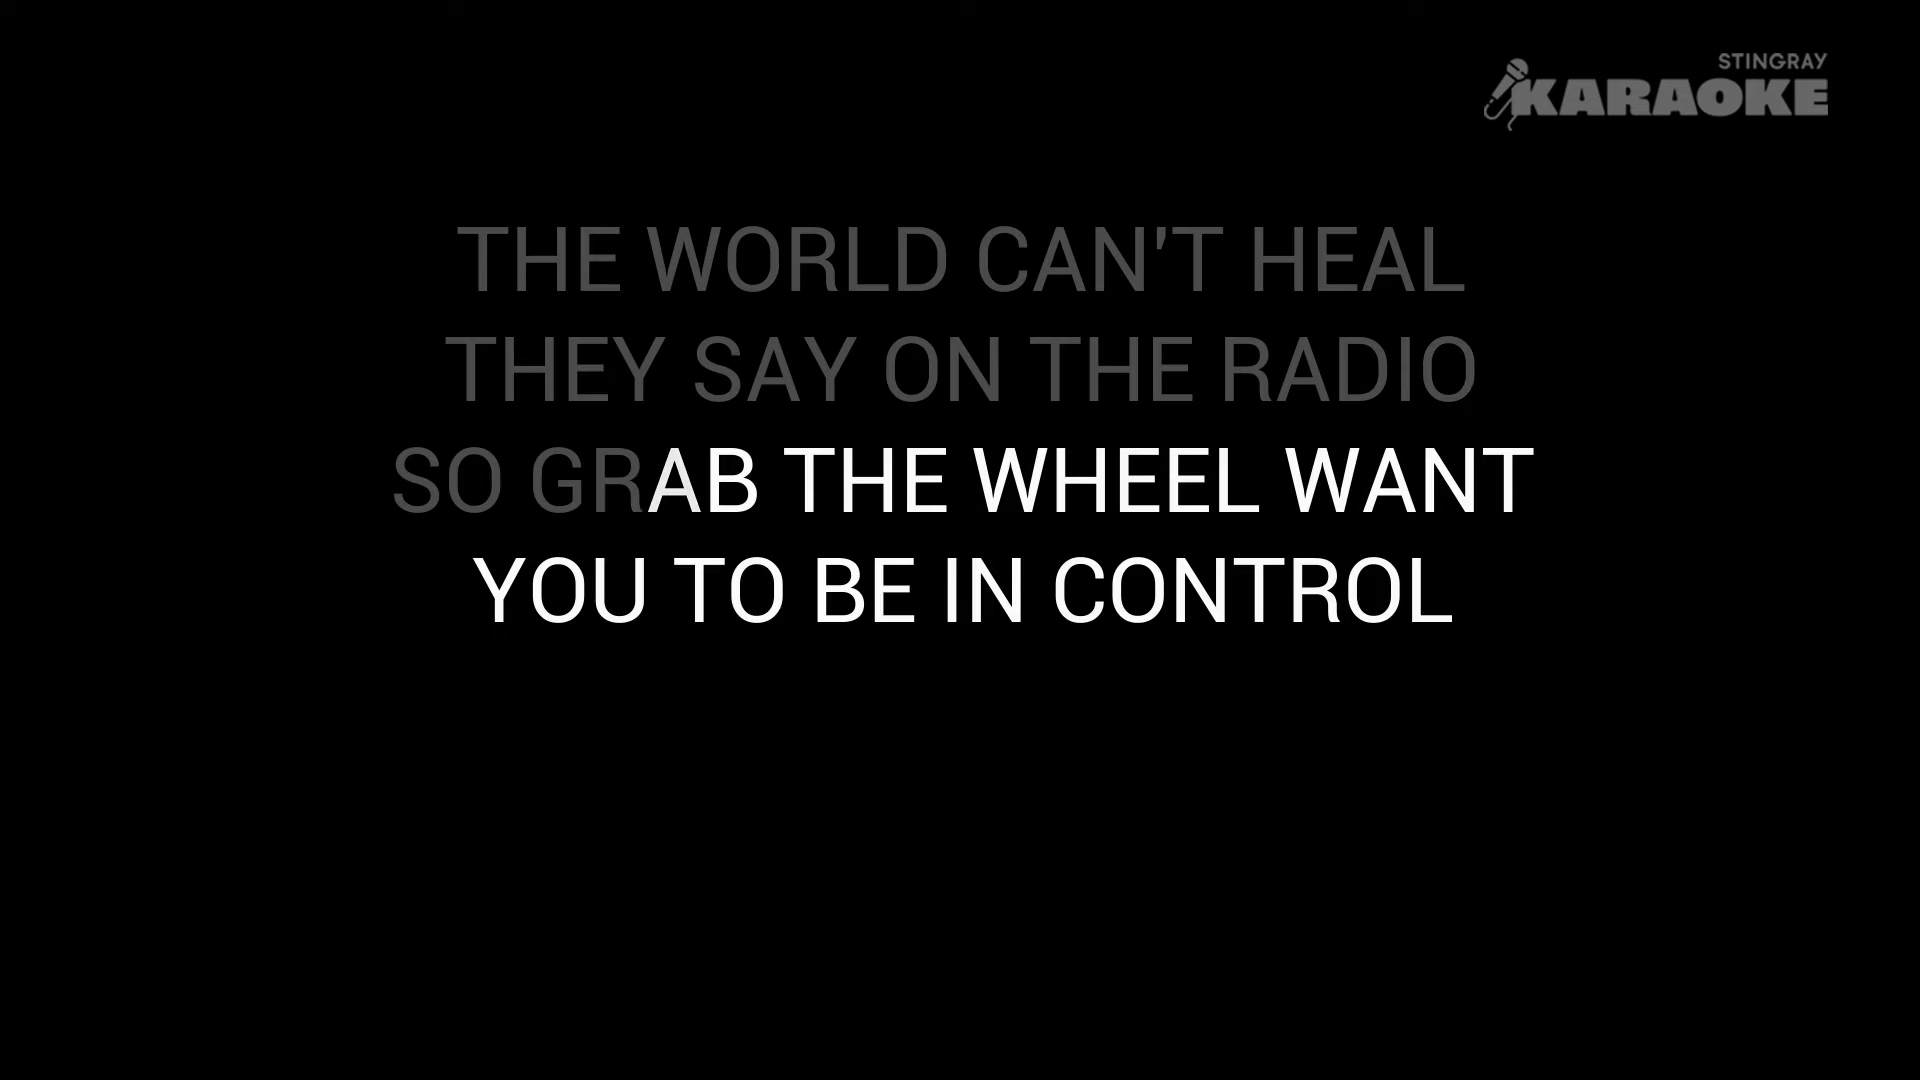 STINGRAY
KARAOKE
THE WORLD CAN'T HEAL
THEY SAY ON THE RADIO
SO GRAB THE WHEEL WANT
YOU TO BE IN CONTROL